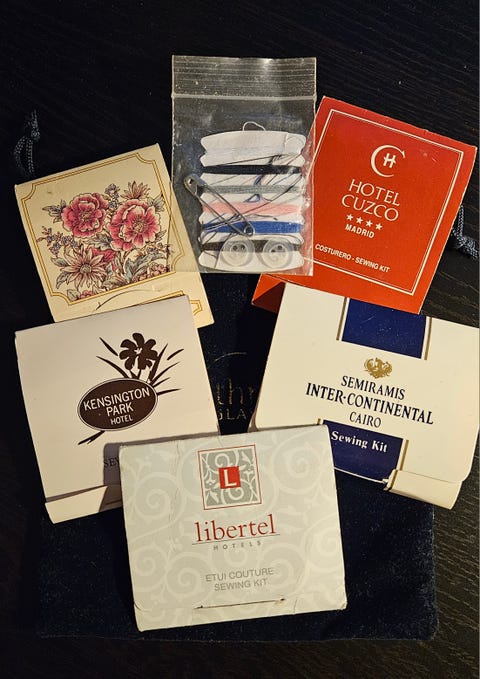 CH
HOTEL
CUZCO
★★★★
MADRID
COSTURERO - SEWING KIT
KENSINGTON
PARK
HOTEL
SEMIRAMIS
INTER-CONTINENTAL
CAIRO
Sewing Kit
L
libertel
HOTELS
ETUI COUTURE
SEWING KIT